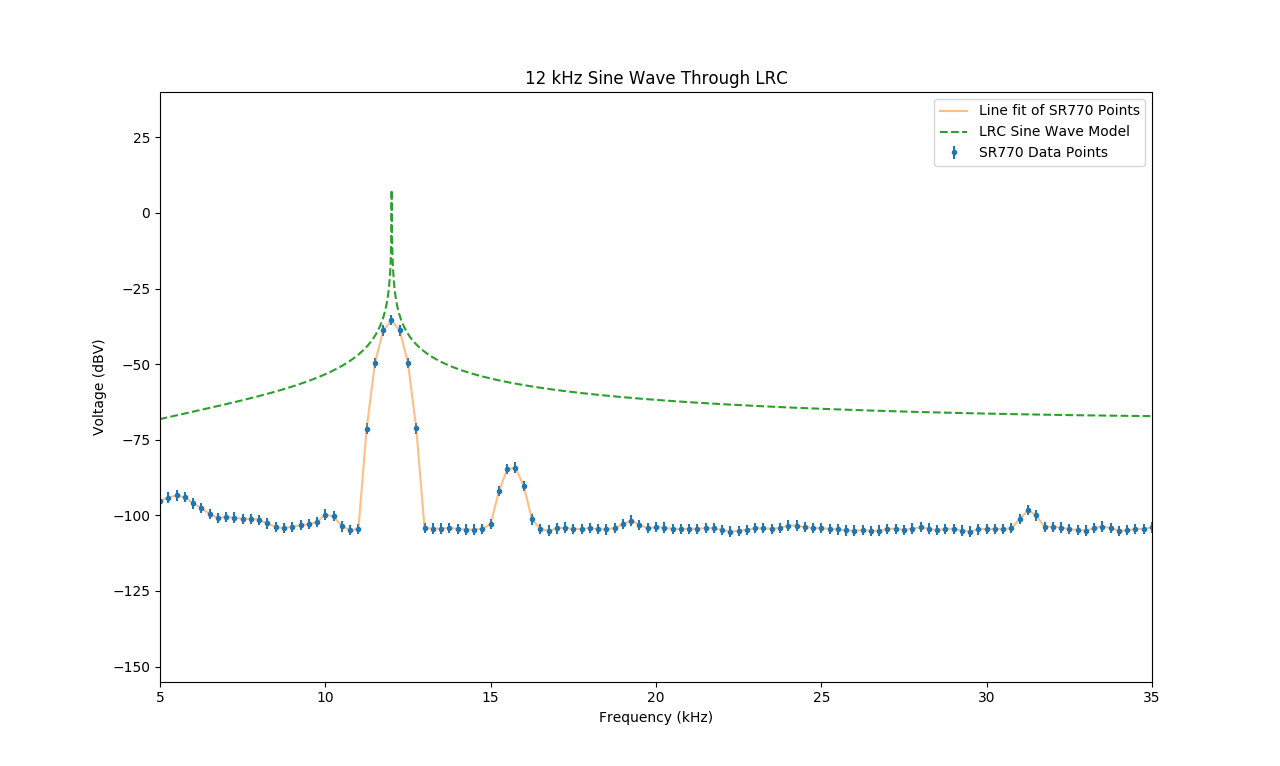 12 kHz Sine Wave Through LRC
Line fit of SR770 Points
LRC Sine Wave Model
SR770 Data Points
Voltage (dBV)
25
0
−25
−50
−75
−100
−125
−150
5 10 15 20 25 30 35
Frequency (kHz)